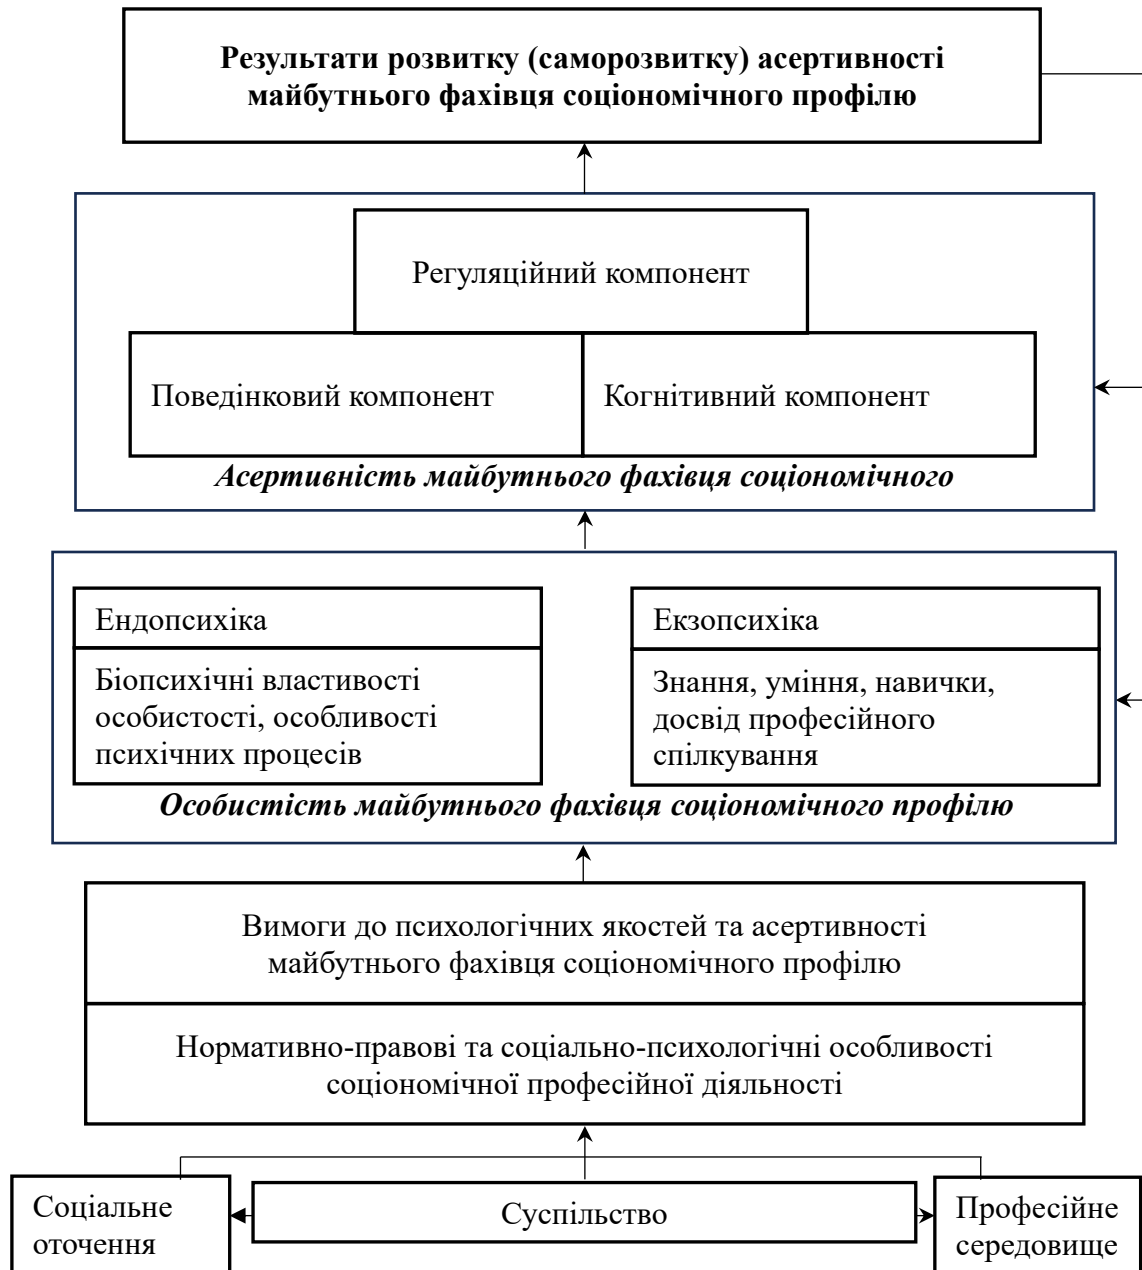 Результати розвитку (саморозвитку) асертивності
майбутнього фахівця соціономічного профілю
Регуляційний компонент
Поведінковий компонент
Когнітивний компонент
Асертивність майбутнього фахівця соціономічного
Ендопсихіка
Біопсихічні властивості
особистості, особливості
психічних процесів
Екзопсихіка
Знання, уміння, навички,
досвід професійного
спілкування
Особистість майбутнього фахівця соціономічного профілю
Вимоги до психологічних якостей та асертивності
майбутнього фахівця соціономічного профілю
Нормативно-правові та соціально-психологічні особливості
соціономічної професійної діяльності
Соціальне
оточення
Суспільство
Професійне
середовище